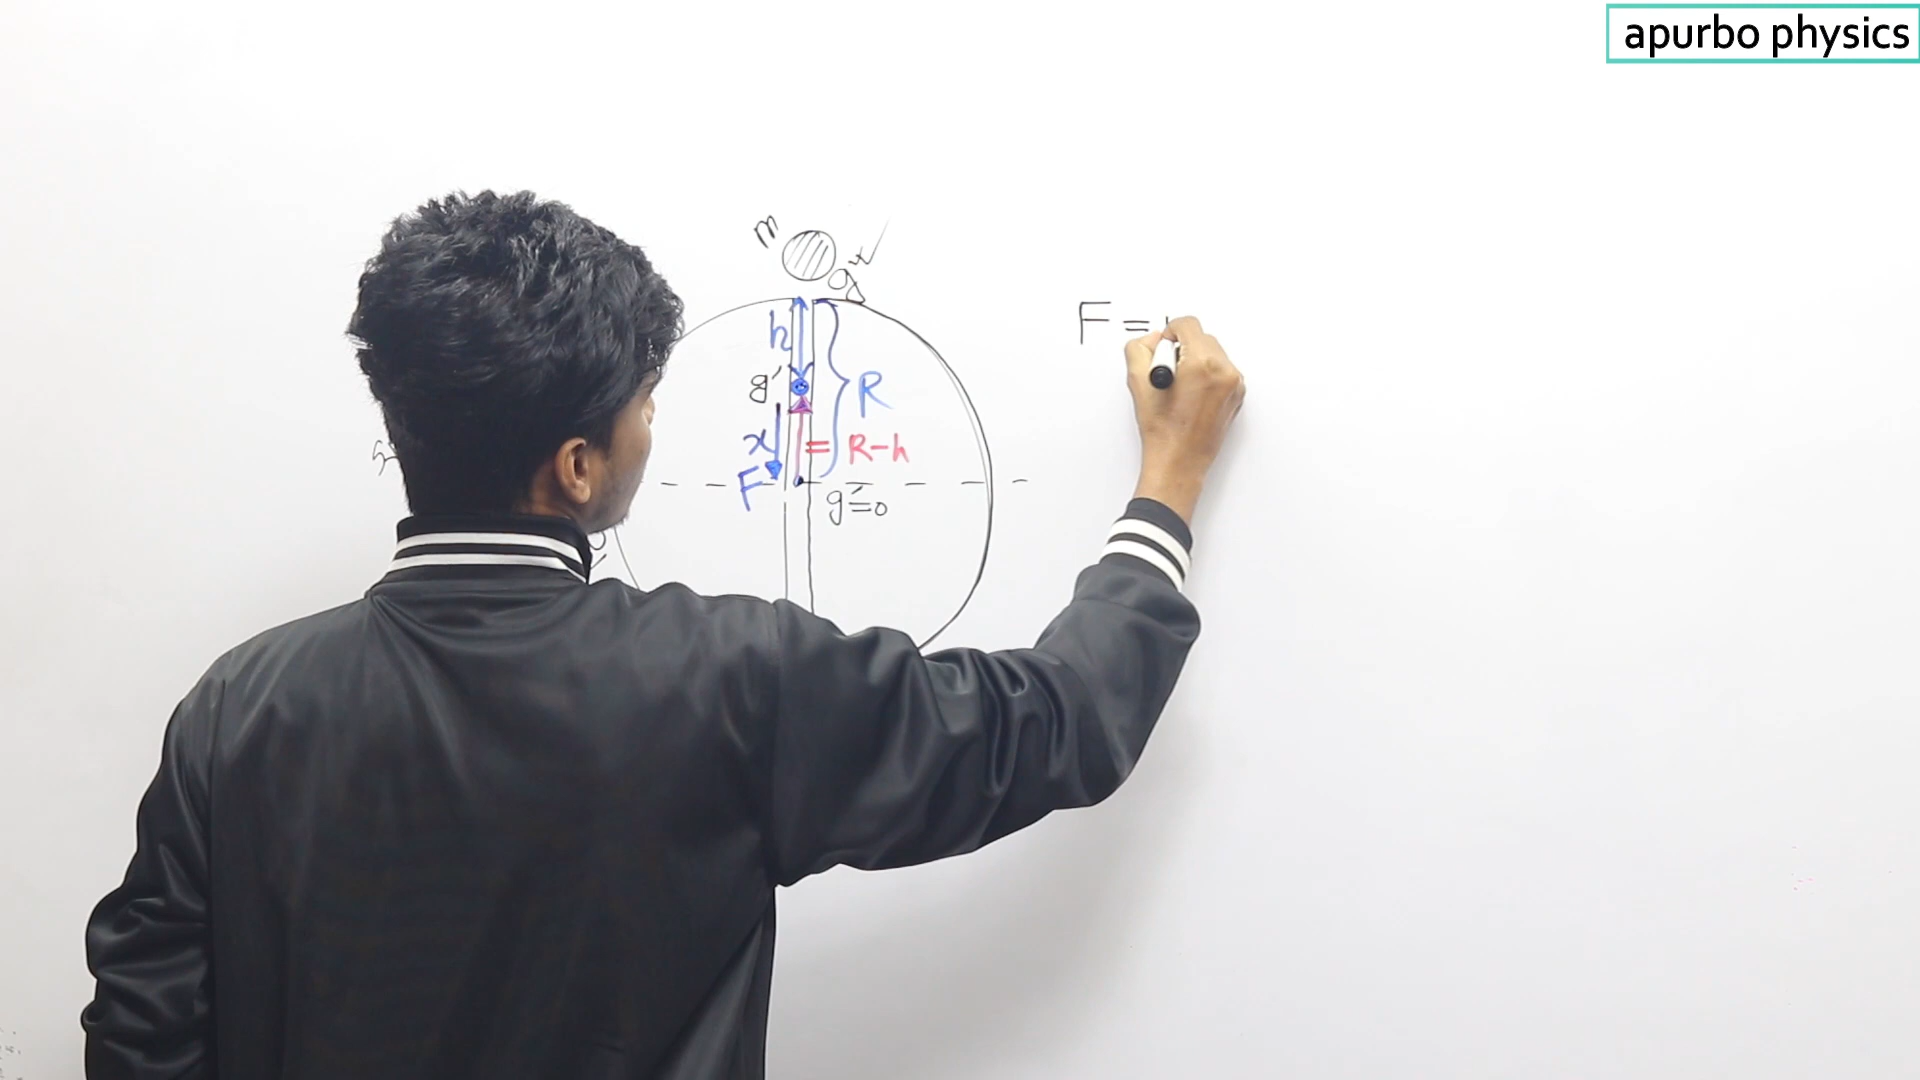 apurbo physics
m
g
h
F =
g'
R
x
= R-h
F
g'=0